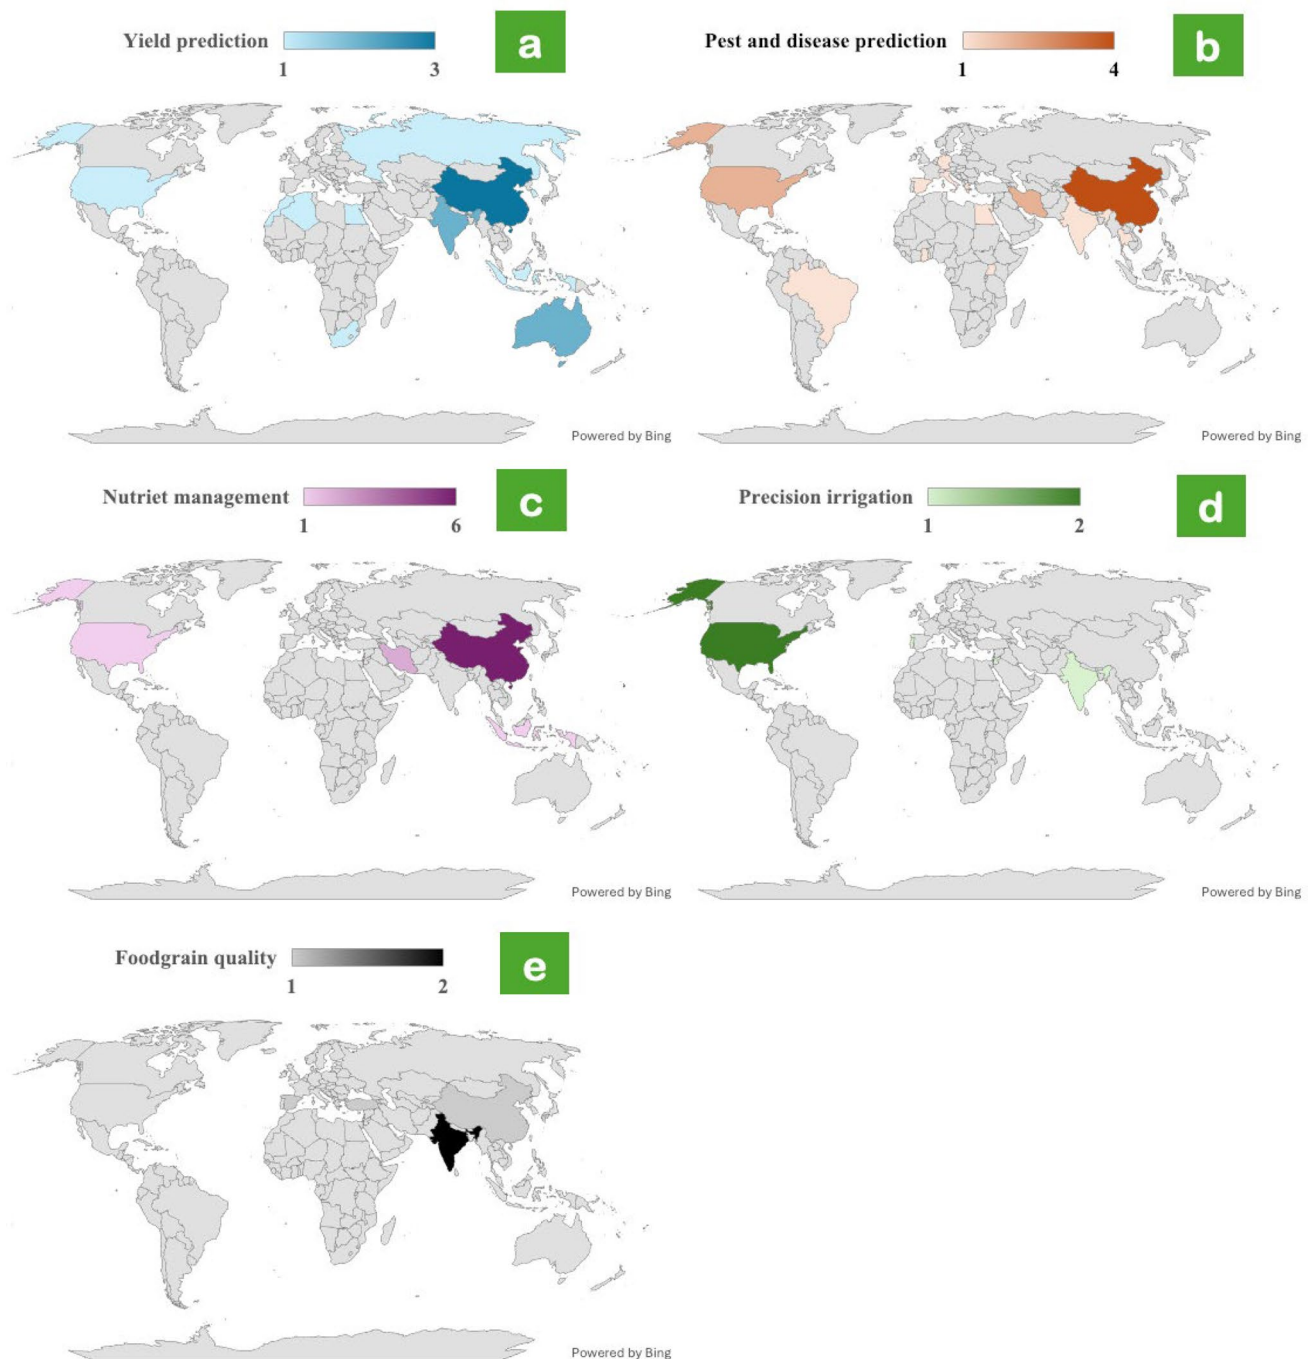 Yield prediction
1 3
a
Pest and disease prediction
1 4
b
Powered by Bing
Powered by Bing
Nutriet management
1 6
c
Precision irrigation
1 2
d
Powered by Bing
Powered by Bing
Foodgrain quality
1 2
e
Powered by Bing